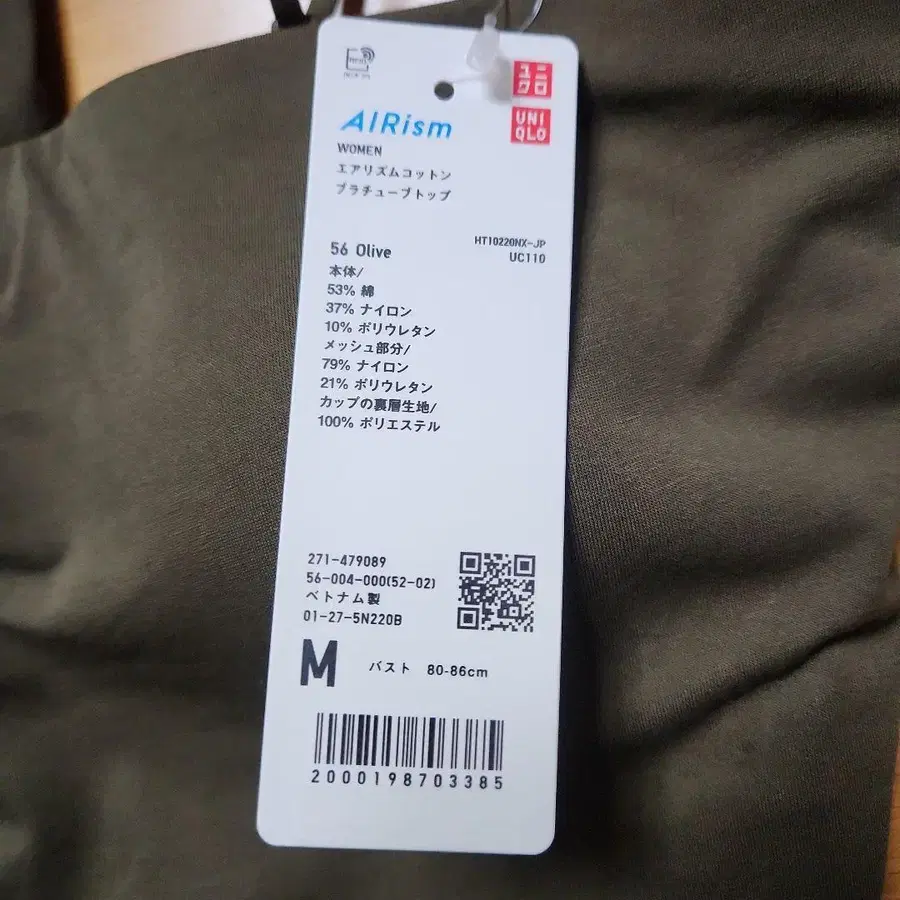 ユニ
クロ
UNI
QLO
AIRism
WOMEN
エアリズムコットン
ブラチューブトップ
HT10220NX-JP
UC110
56 Olive
本体/
53% 綿
37% ナイロン
10% ポリウレタン
メッシュ部分/
79% ナイロン
21% ポリウレタン
カップの裏層生地/
100% ポリエステル
271-479089
56-004-000(52-02)
ベトナム製
01-27-5N220B
M バスト 80-86cm
2000198703385